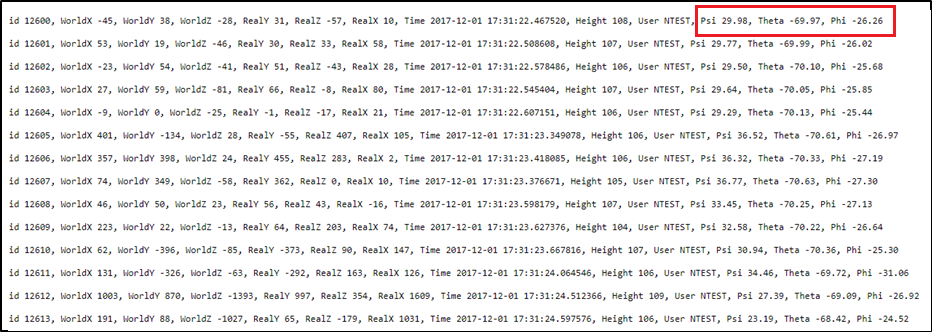 id 12600, WorldX -45, WorldY 38, WorldZ -28, RealY 31, RealZ -57, RealX 10, Time 2017-12-01 17:31:22.467520, Height 108, User NTEST, Psi 29.98, Theta -69.97, Phi -26.26
id 12601, WorldX 53, WorldY 19, WorldZ -46, RealY 30, RealZ 33, RealX 58, Time 2017-12-01 17:31:22.508608, Height 107, User NTEST, Psi 29.77, Theta -69.99, Phi -26.02
id 12602, WorldX -23, WorldY 54, WorldZ -41, RealY 51, RealZ -43, RealX 28, Time 2017-12-01 17:31:22.578486, Height 106, User NTEST, Psi 29.50, Theta -70.10, Phi -25.68
id 12603, WorldX 27, WorldY 59, WorldZ -81, RealY 66, RealZ -8, RealX 80, Time 2017-12-01 17:31:22.545404, Height 107, User NTEST, Psi 29.64, Theta -70.05, Phi -25.85
id 12604, WorldX -9, WorldY 0, WorldZ -25, RealY -1, RealZ -17, RealX 21, Time 2017-12-01 17:31:22.607151, Height 106, User NTEST, Psi 29.29, Theta -70.13, Phi -25.44
id 12605, WorldX 401, WorldY -134, WorldZ 28, RealY -55, RealZ 407, RealX 105, Time 2017-12-01 17:31:23.349078, Height 106, User NTEST, Psi 36.52, Theta -70.61, Phi -26.97
id 12606, WorldX 357, WorldY 398, WorldZ 24, RealY 455, RealZ 283, RealX 2, Time 2017-12-01 17:31:23.418085, Height 106, User NTEST, Psi 36.32, Theta -70.33, Phi -27.19
id 12607, WorldX 74, WorldY 349, WorldZ -58, RealY 362, RealZ 0, RealX 10, Time 2017-12-01 17:31:23.376671, Height 105, User NTEST, Psi 36.77, Theta -70.63, Phi -27.30
id 12608, WorldX 46, WorldY 50, WorldZ 23, RealY 56, RealZ 43, RealX -16, Time 2017-12-01 17:31:23.598179, Height 107, User NTEST, Psi 33.45, Theta -70.25, Phi -27.13
id 12609, WorldX 223, WorldY 22, WorldZ -13, RealY 64, RealZ 203, RealX 74, Time 2017-12-01 17:31:23.627376, Height 104, User NTEST, Psi 32.58, Theta -70.22, Phi -26.64
id 12610, WorldX 62, WorldY -396, WorldZ -85, RealY -373, RealZ 90, RealX 147, Time 2017-12-01 17:31:23.667816, Height 107, User NTEST, Psi 30.94, Theta -70.36, Phi -25.30
id 12611, WorldX 131, WorldY -326, WorldZ -63, RealY -292, RealZ 163, RealX 126, Time 2017-12-01 17:31:24.064546, Height 106, User NTEST, Psi 34.46, Theta -69.72, Phi -31.06
id 12612, WorldX 1003, WorldY 870, WorldZ -1393, RealY 997, RealZ 354, RealX 1609, Time 2017-12-01 17:31:24.512366, Height 109, User NTEST, Psi 27.39, Theta -69.09, Phi -26.92
id 12613, WorldX 191, WorldY 88, WorldZ -1027, RealY 65, RealZ -179, RealX 1031, Time 2017-12-01 17:31:24.597576, Height 106, User NTEST, Psi 23.19, Theta -68.42, Phi -24.52